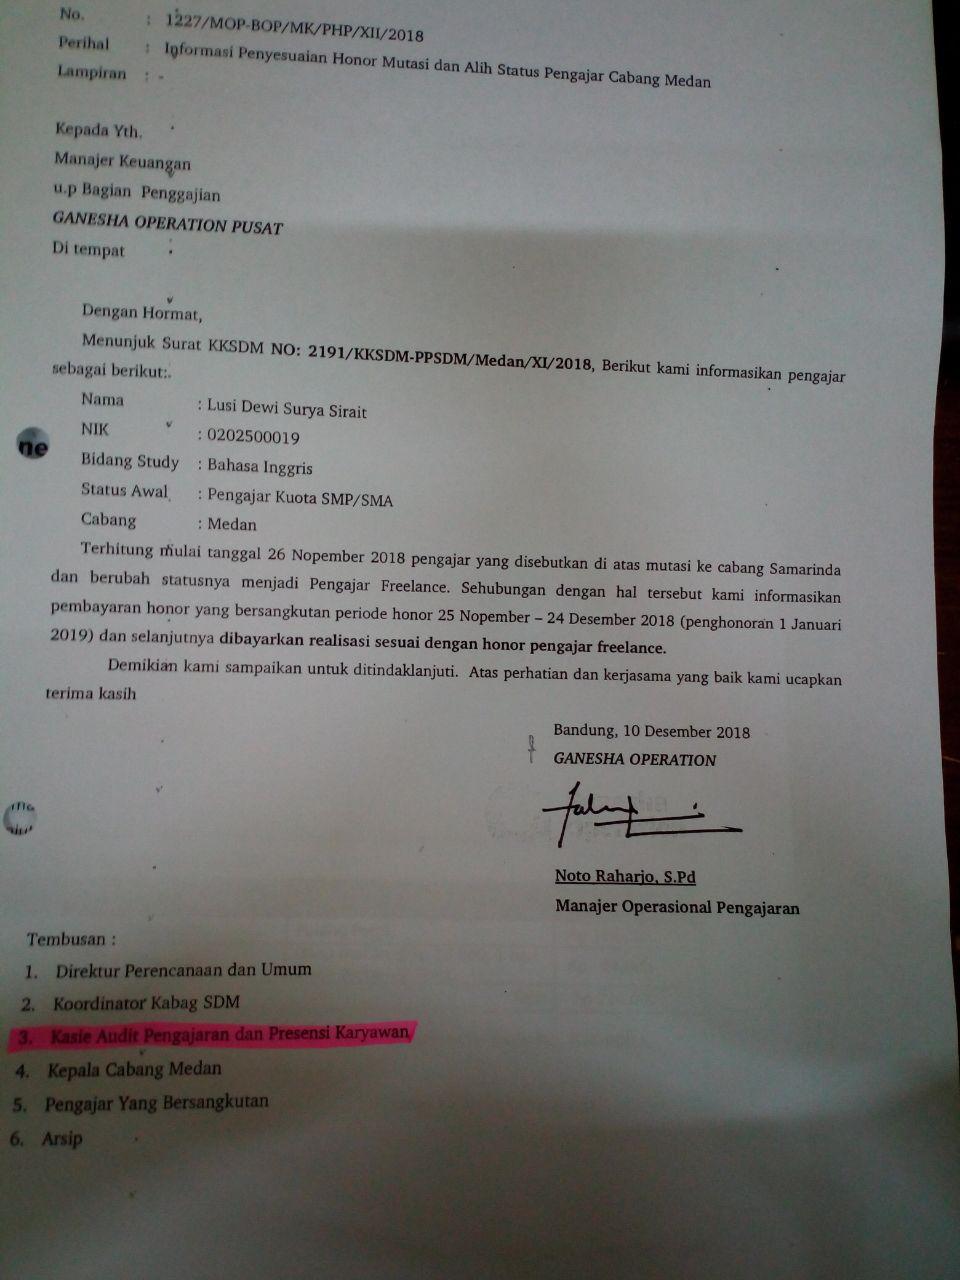 No. : 1227/MOP-BOP/MK/PHP/XII/2018
Perihal : Informasi Penyesuaian Honor Mutasi dan Alih Status Pengajar Cabang Medan
Lampiran : -
Kepada Yth.
Manajer Keuangan
u.p Bagian Penggajian
GANESHA OPERATION PUSAT
Di tempat
Dengan Hormat,
Menunjuk Surat KKSDM NO: 2191/KKSDM-PPSDM/Medan/XI/2018, Berikut kami informasikan pengajar
sebagai berikut:
Nama : Lusi Dewi Surya Sirait
NIK : 0202500019
ne
Bidang Study : Bahasa Inggris
Status Awal : Pengajar Kuota SMP/SMA
Cabang : Medan
Terhitung mulai tanggal 26 Nopember 2018 pengajar yang disebutkan di atas mutasi ke cabang Samarinda
dan berubah statusnya menjadi Pengajar Freelance. Sehubungan dengan hal tersebut kami informasikan
pembayaran honor yang bersangkutan periode honor 25 Nopember – 24 Desember 2018 (penghonoran 1 Januari
2019) dan selanjutnya dibayarkan realisasi sesuai dengan honor pengajar freelance.
Demikian kami sampaikan untuk ditindaklanjuti. Atas perhatian dan kerjasama yang baik kami ucapkan
terima kasih
Bandung, 10 Desember 2018
GANESHA OPERATION
Noto Raharjo, S.Pd
Manajer Operasional Pengajaran
Tembusan :
1. Direktur Perencanaan dan Umum
2. Koordinator Kabag SDM
3. Kasie Audit Pengajaran dan Presensi Karyawan
4. Kepala Cabang Medan
5. Pengajar Yang Bersangkutan
6. Arsip